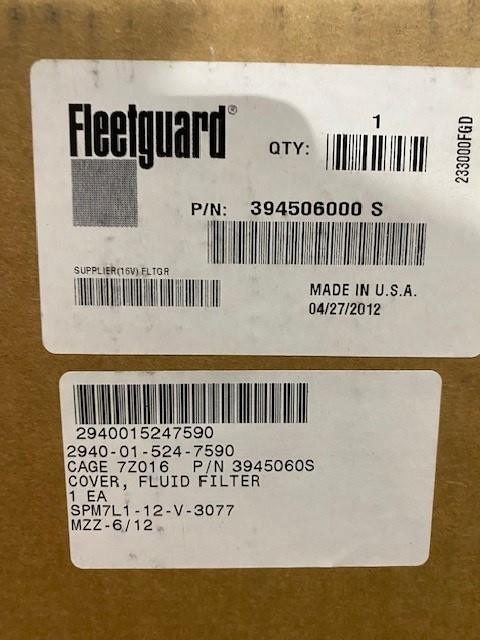 Fleetguard®
QTY: 1
233000FGD
P/N: 394506000 S
SUPPLIER(16V) FLTGR
MADE IN U.S.A.
04/27/2012
2940015247590
2940-01-524-7590
CAGE 7Z016 P/N 3945060S
COVER, FLUID FILTER
1 EA
SPM7L1-12-V-3077
MZZ-6/12